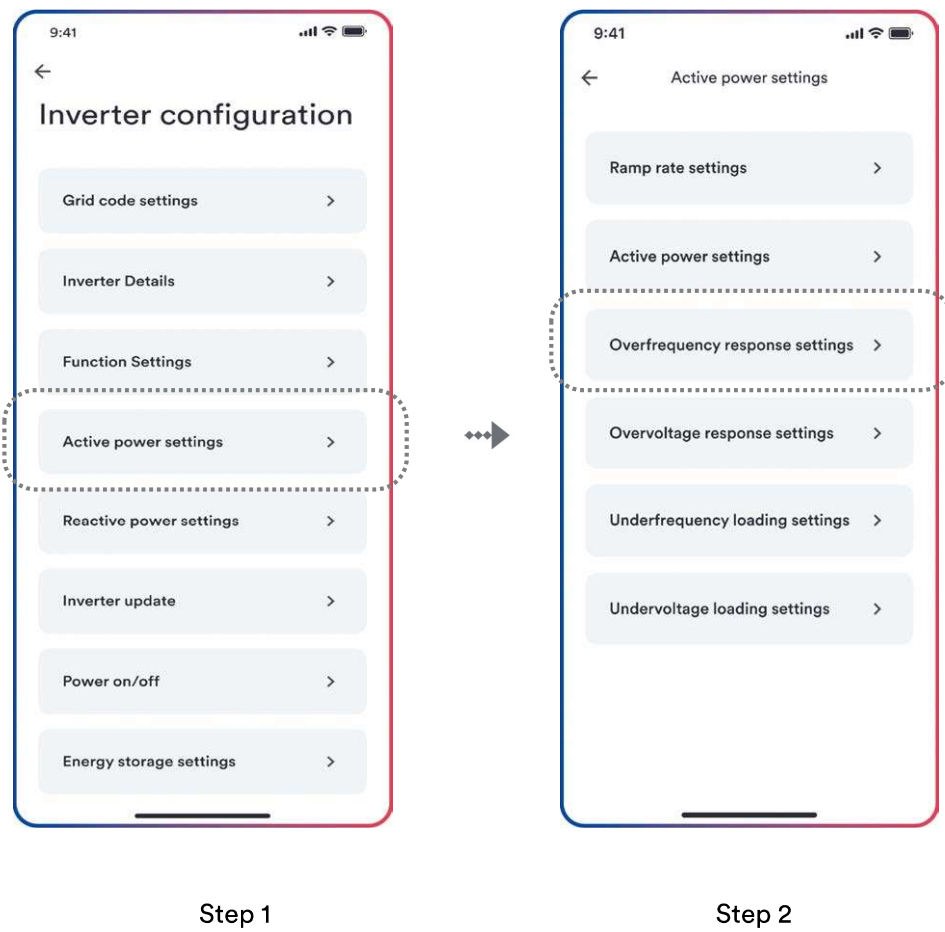 9:41
Inverter configuration
Grid code settings
Inverter Details
Function Settings
Active power settings
Reactive power settings
Inverter update
Power on/off
Energy storage settings
Step 1
9:41
Active power settings
Ramp rate settings
Active power settings
Overfrequency response settings
Overvoltage response settings
Underfrequency loading settings
Undervoltage loading settings
Step 2